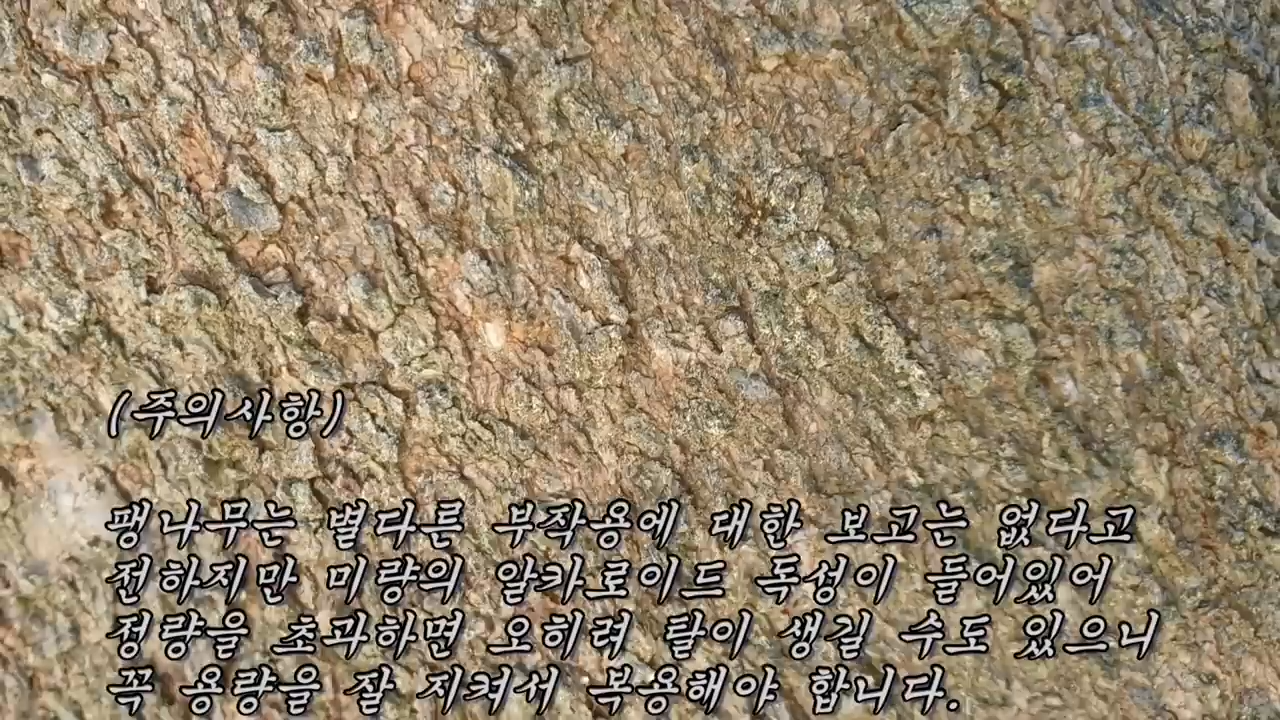 (주의사항)
팽나무는 별다른 부작용에 대한 보고는 없다고
전하지만 미량의 알카로이드 독성이 들어있어
정량을 초과하면 오히려 탈이 생길 수도 있으니
꼭 용량을 잘 지켜서 복용해야 합니다.